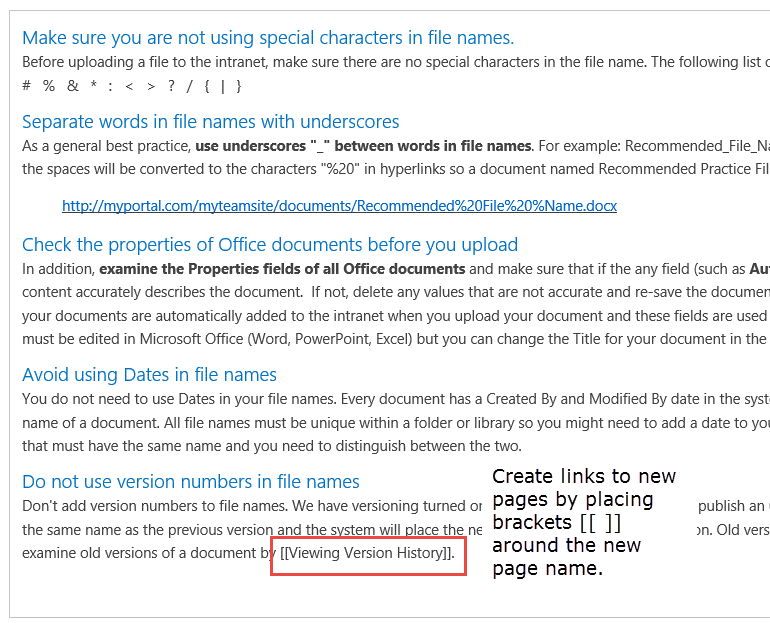 Make sure you are not using special characters in file names.
Before uploading a file to the intranet, make sure there are no special characters in the file name. The following list
# % & * : < > ? / { | }
Separate words in file names with underscores
As a general best practice, use underscores "_" between words in file names. For example: Recommended_File_Na
the spaces will be converted to the characters "%20" in hyperlinks so a document named Recommended Practice Fil
http://myportal.com/myteamsite/documents/Recommended%20File%20%Name.docx
Check the properties of Office documents before you upload
In addition, examine the Properties fields of all Office documents and make sure that if the any field (such as Au
content accurately describes the document. If not, delete any values that are not accurate and re-save the documen
your documents are automatically added to the intranet when you upload your document and these fields are used
must be edited in Microsoft Office (Word, PowerPoint, Excel) but you can change the Title for your document in the
Avoid using Dates in file names
You do not need to use Dates in your file names. Every document has a Created By and Modified By date in the syst
name of a document. All file names must be unique within a folder or library so you might need to add a date to you
that must have the same name and you need to distinguish between the two.
Do not use version numbers in file names
Don't add version numbers to file names. We have versioning turned or publish an
the same name as the previous version and the system will place the ne on. Old vers
examine old versions of a document by [[Viewing Version History]].
Create links to new
pages by placing
brackets [[ ]]
around the new
page name.